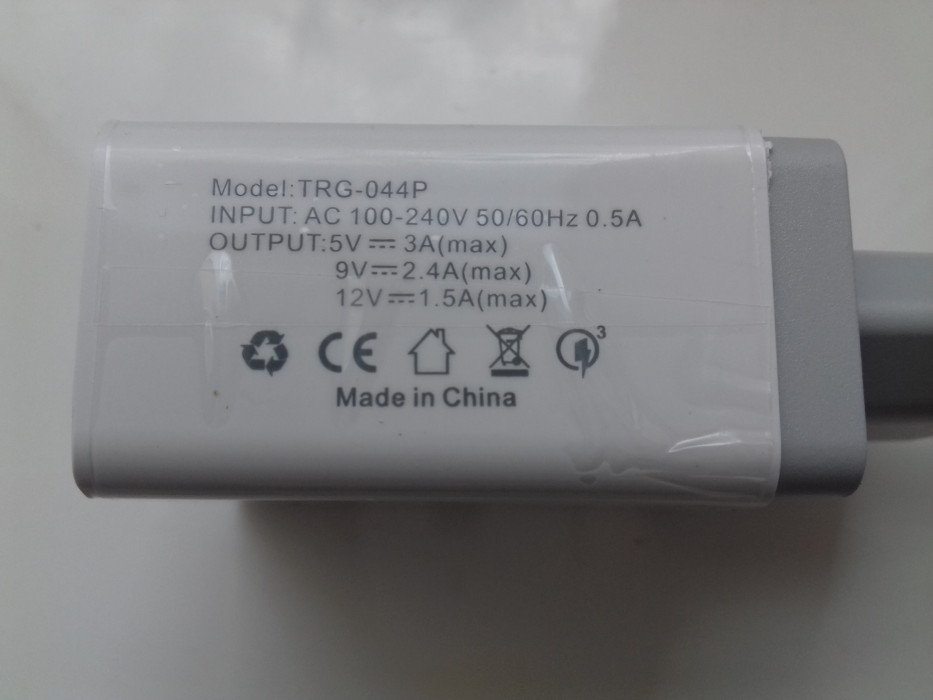 Model:TRG-044P
INPUT: AC 100-240V 50/60Hz 0.5A
OUTPUT:5V ⎓ 3A(max)
9V⎓2.4A(max)
12V⎓1.5A(max)
CE 3
Made in China